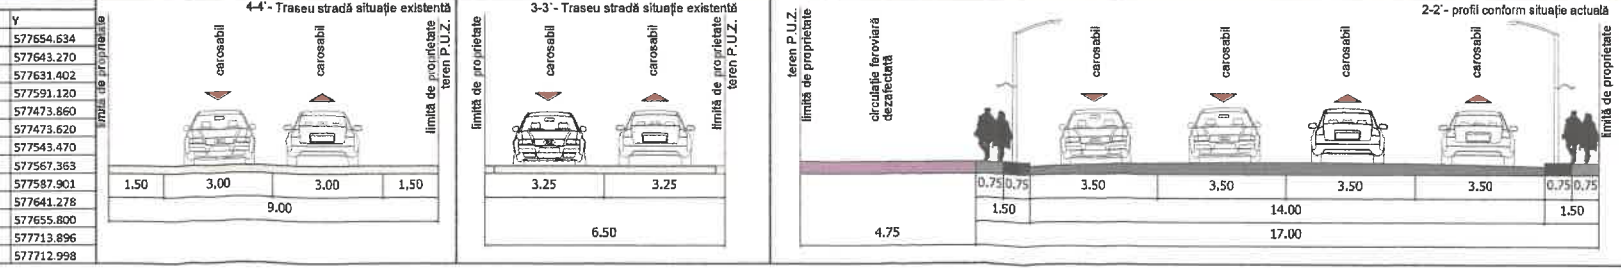 Y
577654.634
577643.270
577631.402
577591.120
577473.860
577473.620
577543.470
577567.363
577587.901
577641.278
577655.800
577713.896
577712.998
4-4`- Traseu stradă situație existentă
limită de proprietate
carosabil
carosabil
limită de proprietate
teren P.U.Z.
1.50
3.00
3.00
1.50
9.00
3-3`- Traseu stradă situație existentă
limită de proprietate
carosabil
carosabil
limită de proprietate
teren P.U.Z.
3.25
3.25
6.50
2-2`- profil conform situație actuală
teren P.U.Z.
limită de proprietate
circulație feroviară
dezafectată
carosabil
carosabil
carosabil
carosabil
limită de proprietate
0.75
0.75
3.50
3.50
3.50
3.50
0.75
0.75
1.50
14.00
1.50
4.75
17.00